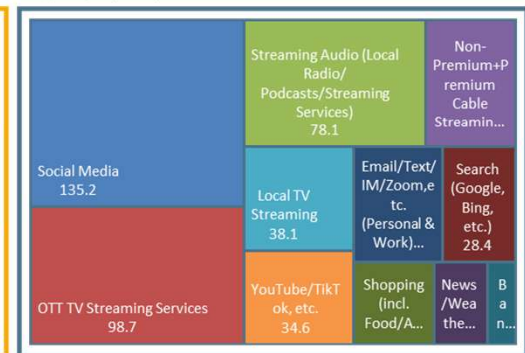 Social Media
135.2
OTT TV Streaming Services
98.7
Streaming Audio (Local
Radio/
Podcasts/Streaming
Services)
78.1
Non-
Premium+P
remium
Cable
Streamin...
Local TV
Streaming
38.1
YouTube/TikT
ok, etc.
34.6
Email/Text/
IM/Zoom,e
tc.
(Personal &
Work)...
Search
(Google,
Bing,
etc.)
28.4
Shopping
(incl.
Food/A...
News
/Wea
the...
B
a
n...